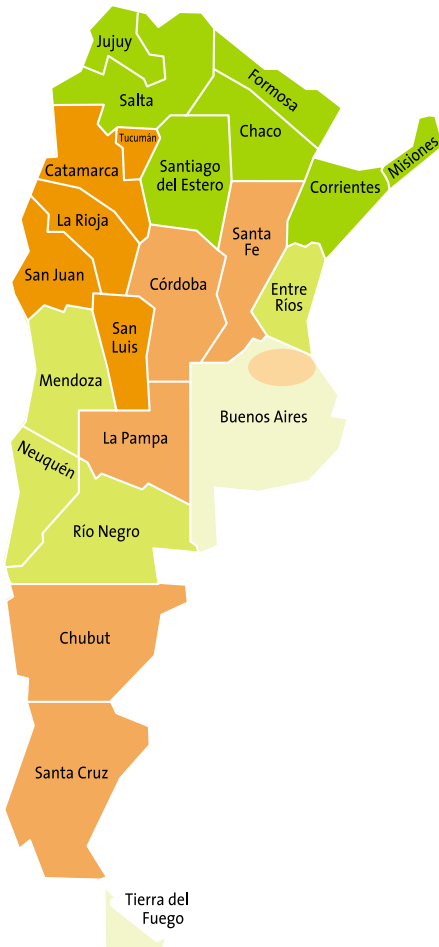 Jujuy
Formosa
Salta
Chaco
Tucumán
Misiones
Catamarca
Santiago
del Estero
Corrientes
La Rioja
Santa
Fe
San Juan
Córdoba
Entre
Ríos
San
Luis
Mendoza
Buenos Aires
La Pampa
Neuquén
Río Negro
Chubut
Santa Cruz
Tierra del
Fuego